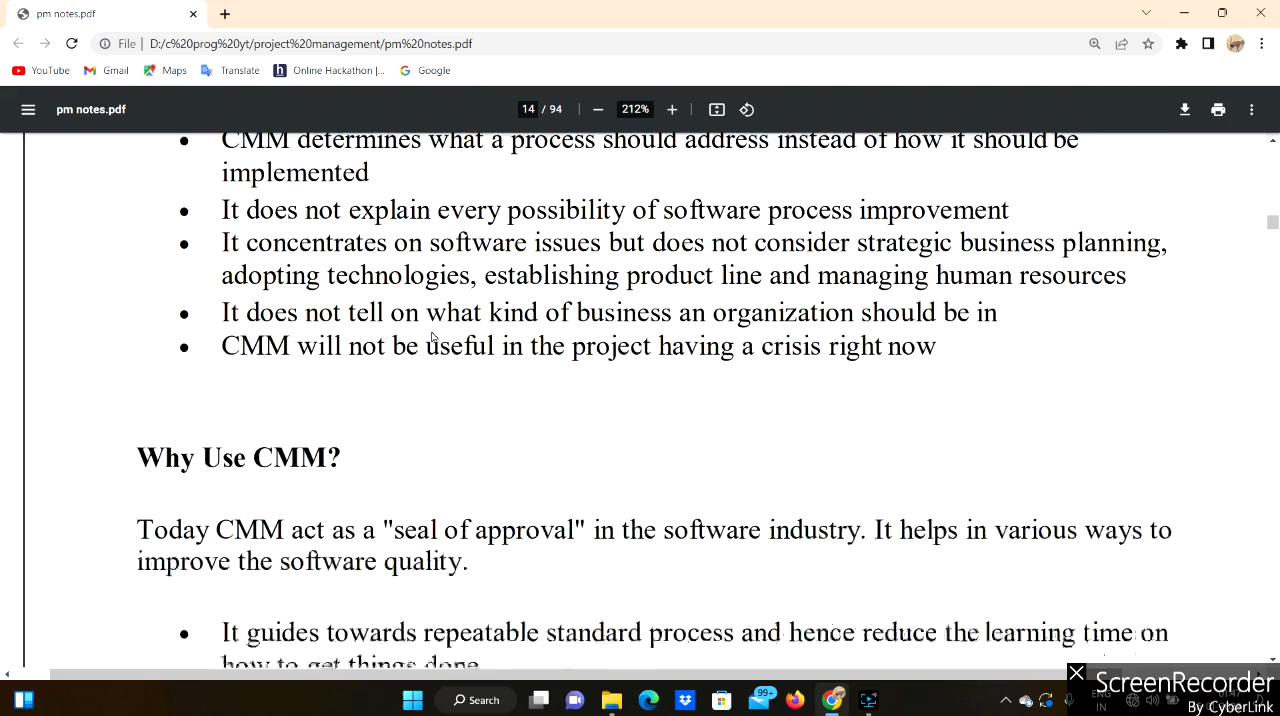 pm notes.pdf
File D:/c%20prog%20yt/project%20management/pm%20notes.pdf
YouTube Gmail Maps Translate Online Hackathon |... Google
pm notes.pdf 14 / 94 212%
• CMM determines what a process should address instead of how it should be
implemented
• It does not explain every possibility of software process improvement
• It concentrates on software issues but does not consider strategic business planning,
adopting technologies, establishing product line and managing human resources
• It does not tell on what kind of business an organization should be in
• CMM will not be useful in the project having a crisis right now
Why Use CMM?
Today CMM act as a "seal of approval" in the software industry. It helps in various ways to
improve the software quality.
• It guides towards repeatable standard process and hence reduce the learning time on
how to get things done
ScreenRecorder
By CyberLink
Search 99+ ENG
IN